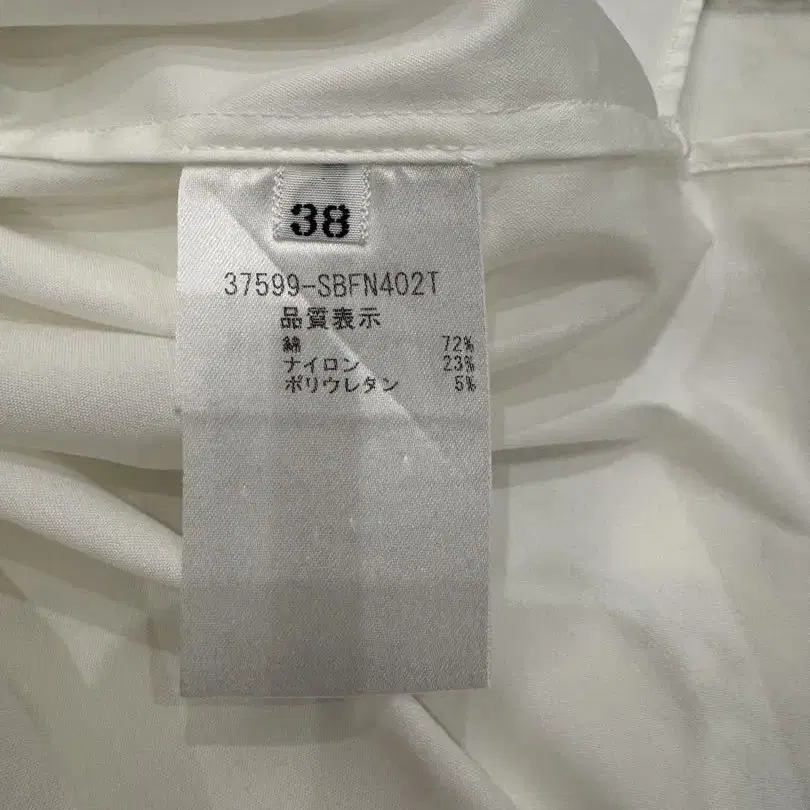 38
37599-SBFN402T
品質表示
綿 72%
ナイロン 23%
ポリウレタン 5%